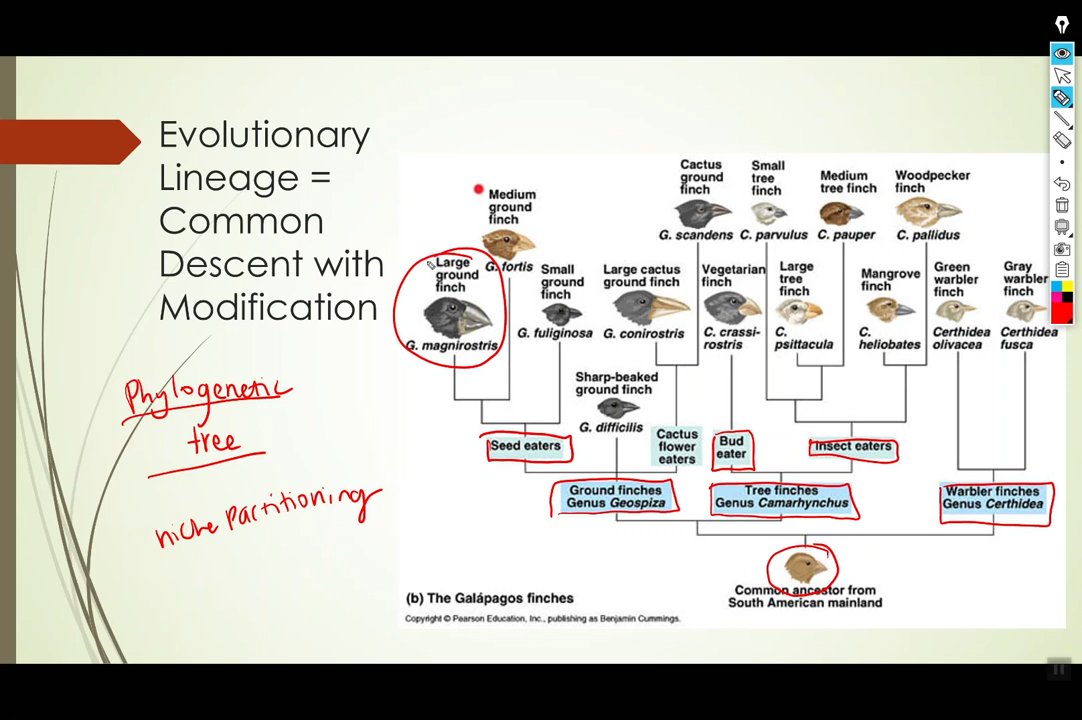 Evolutionary
Lineage =
Common
Descent with
Modification
Phylogenetic
tree
niche Partitioning
Medium
ground
finch
G. fortis
Large
ground
finch
G. magnirostris
Small
ground
finch
G. fuliginosa
Cactus
ground
finch
G. scandens
Large cactus
ground finch
G. conirostris
Sharp-beaked
ground finch
G. difficilis
Small
tree
finch
C. parvulus
Vegetarian
finch
C. crassi-
rostris
Medium
tree finch
C. pauper
Large
tree
finch
C.
psittacula
Woodpecker
finch
C. pallidus
Mangrove
finch
C.
heliobates
Green
warbler
finch
Certhidea
olivacea
Gray
warbler
finch
Certhidea
fusca
Seed eaters
Cactus
flower
eaters
Bud
eater
Insect eaters
Ground finches
Genus Geospiza
Tree finches
Genus Camarhynchus
Warbler finches
Genus Certhidea
Common ancestor from
South American mainland
(b) The Galápagos finches
Copyright © Pearson Education, Inc., publishing as Benjamin Cummings.